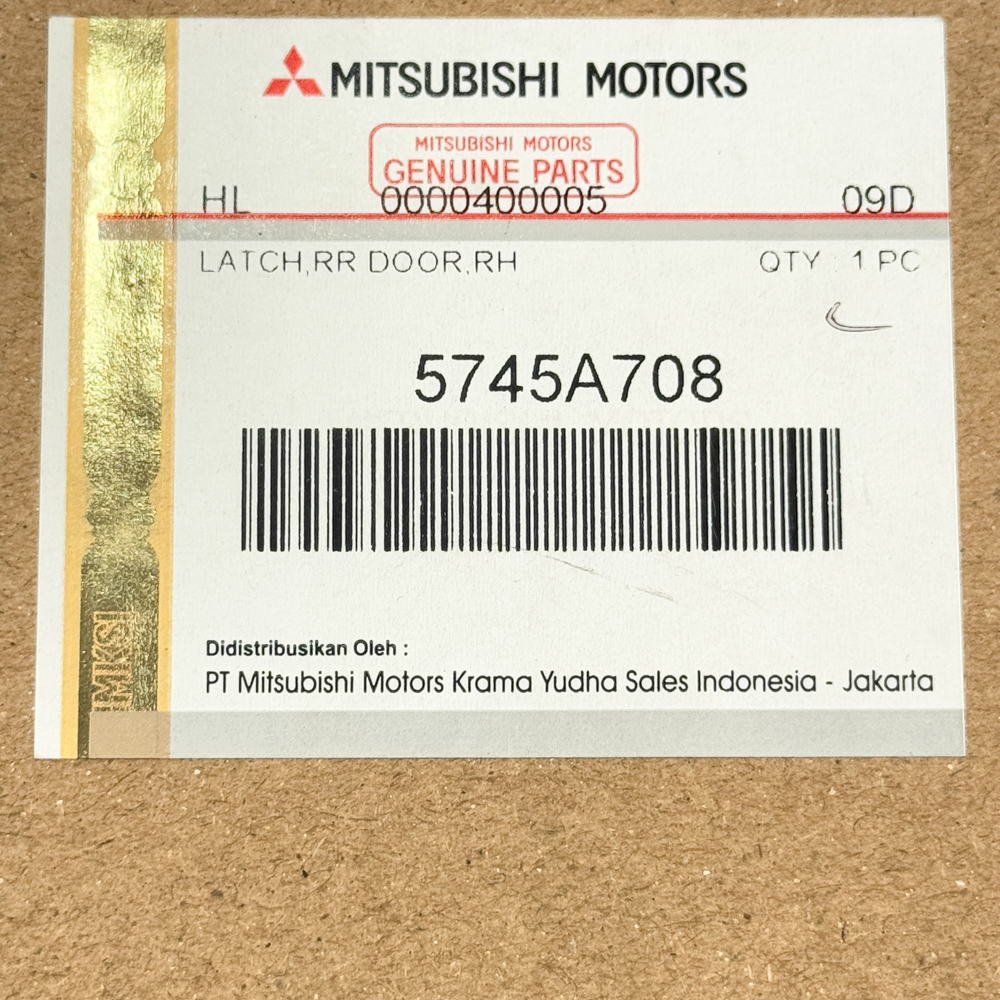 MITSUBISHI MOTORS
MITSUBISHI MOTORS
GENUINE PARTS
HL 0000400005 09D
LATCH,RR DOOR,RH QTY : 1 PC
5745A708
Didistribusikan Oleh :
PT Mitsubishi Motors Krama Yudha Sales Indonesia - Jakarta
MMKSI